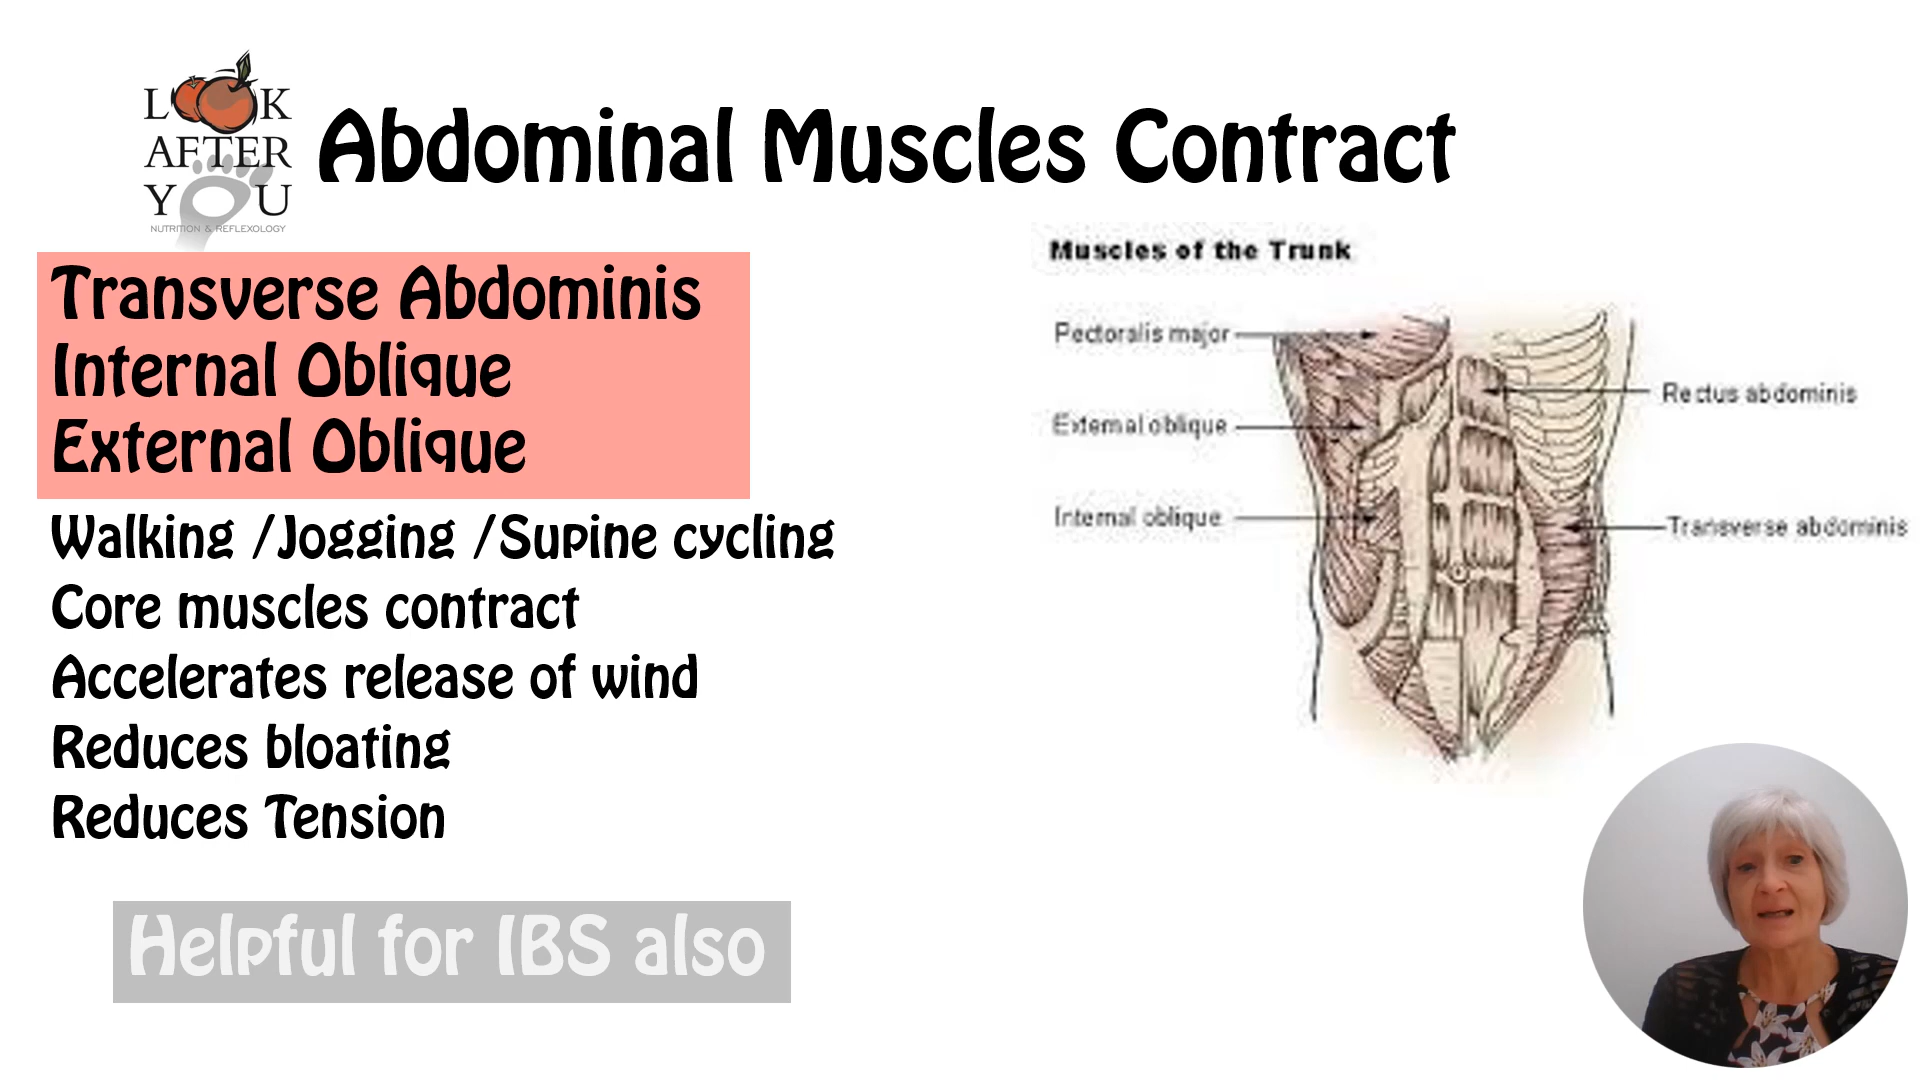 LOOK
AFTER
YOU
NUTRITION & REFLEXOLOGY
Abdominal Muscles Contract
Transverse Abdominis
Internal Oblique
External Oblique
Walking /Jogging /Supine cycling
Core muscles contract
Accelerates release of wind
Reduces bloating
Reduces Tension
Helpful for IBS also
Muscles of the Trunk
Pectoralis major
Rectus abdominis
External oblique
Internal oblique
Transverse abdominis